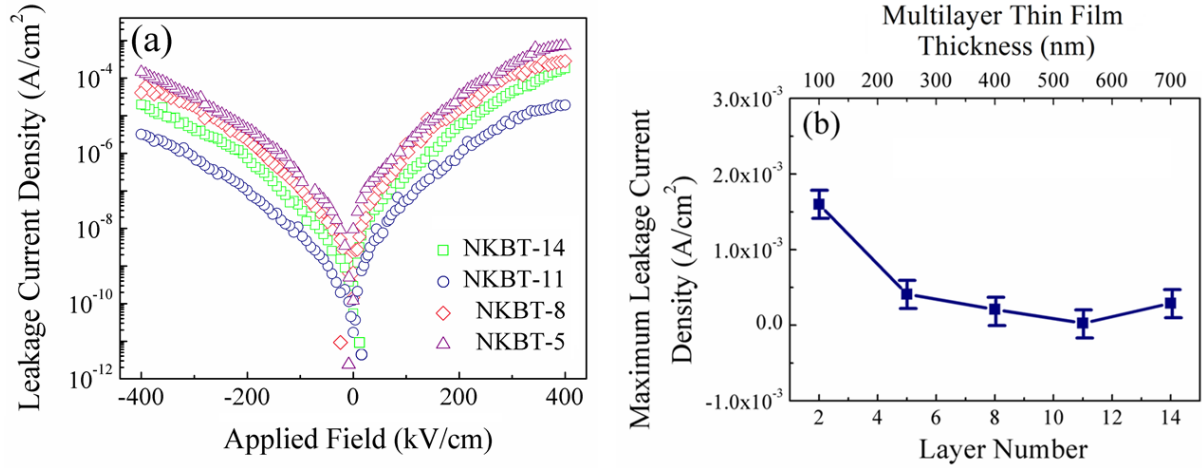 (a)
Leakage Current Density (A/cm²)
10⁻⁴
10⁻⁶
10⁻⁸
10⁻¹⁰
10⁻¹²
NKBT-14
NKBT-11
NKBT-8
NKBT-5
-400 -200 0 200 400
Applied Field (kV/cm)
Multilayer Thin Film
Thickness (nm)
100 200 300 400 500 600 700
(b)
Maximum Leakage Current
Density (A/cm²)
3.0x10⁻³
2.0x10⁻³
1.0x10⁻³
0.0
-1.0x10⁻³
2 4 6 8 10 12 14
Layer Number